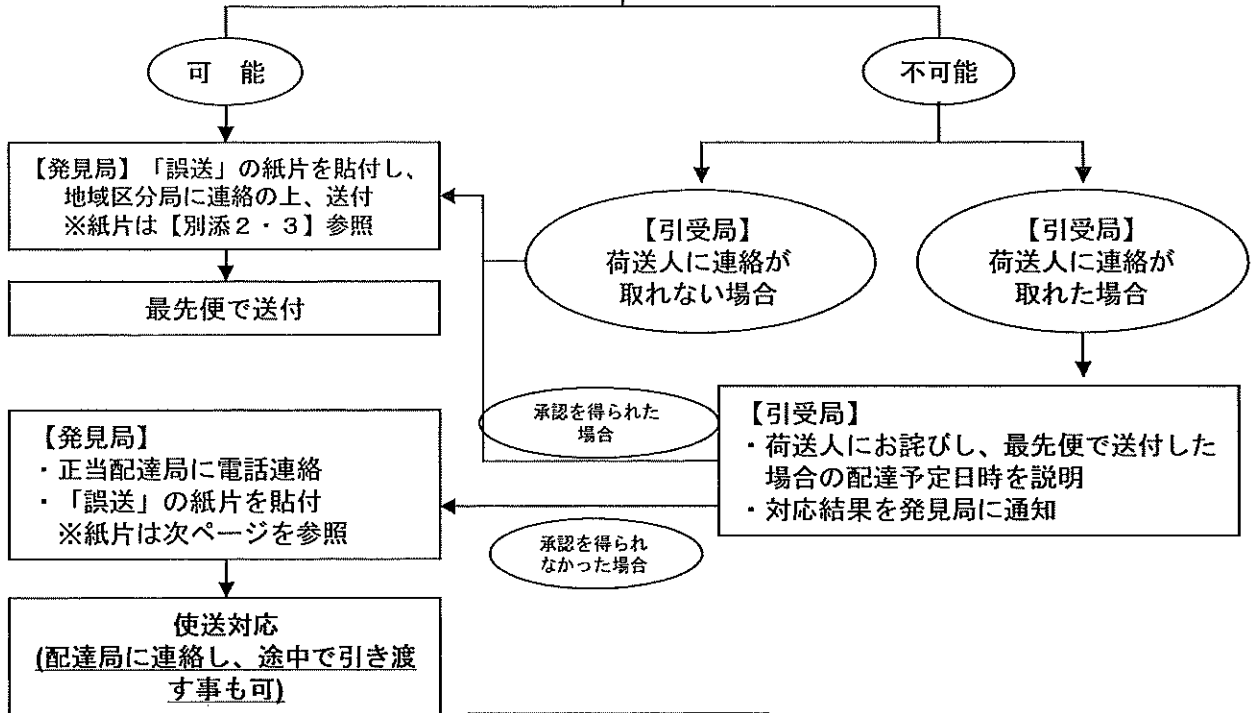 可　能
不可能
【発見局】「誤送」の紙片を貼付し、
地域区分局に連絡の上、送付
※紙片は【別添２・３】参照
最先便で送付
【引受局】
荷送人に連絡が
取れない場合
【引受局】
荷送人に連絡が
取れた場合
承認を得られた
場合
【引受局】
・荷送人にお詫びし、最先便で送付した
場合の配達予定日時を説明
・対応結果を発見局に通知
【発見局】
・正当配達局に電話連絡
・「誤送」の紙片を貼付
※紙片は次ページを参照
承認を得られ
なかった場合
使送対応
(配達局に連絡し、途中で引き渡
す事も可)